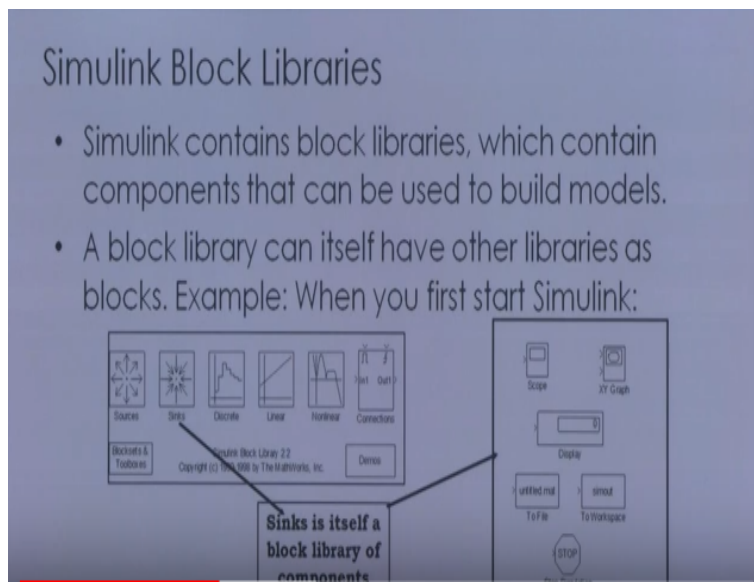 Simulink Block Libraries
• Simulink contains block libraries, which contain
components that can be used to build models.
• A block library can itself have other libraries as
blocks. Example: When you first start Simulink:
Sources
Sinks
Discrete
Linear
Nonlinear
In1 Out1
Connections
Blocksets &
Toolboxes
Simulink Block Library 2.2
Copyright (c) by The MathWorks, Inc.
Demos
Scope
XY Graph
0
Display
untitled.mat
To File
simout
To Workspace
STOP
Sinks is itself a
block library of
components